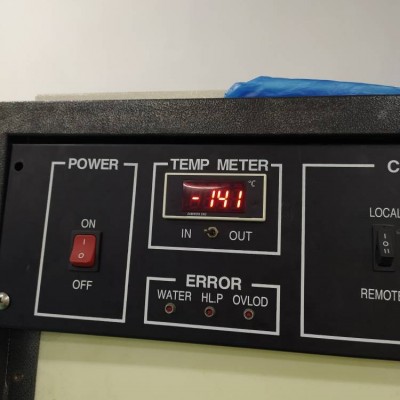 POWER
ON
OFF
TEMP METER
-141
°C
IN OUT
ERROR
WATER HLP OVLOD
C
LOCAL
REMOTE